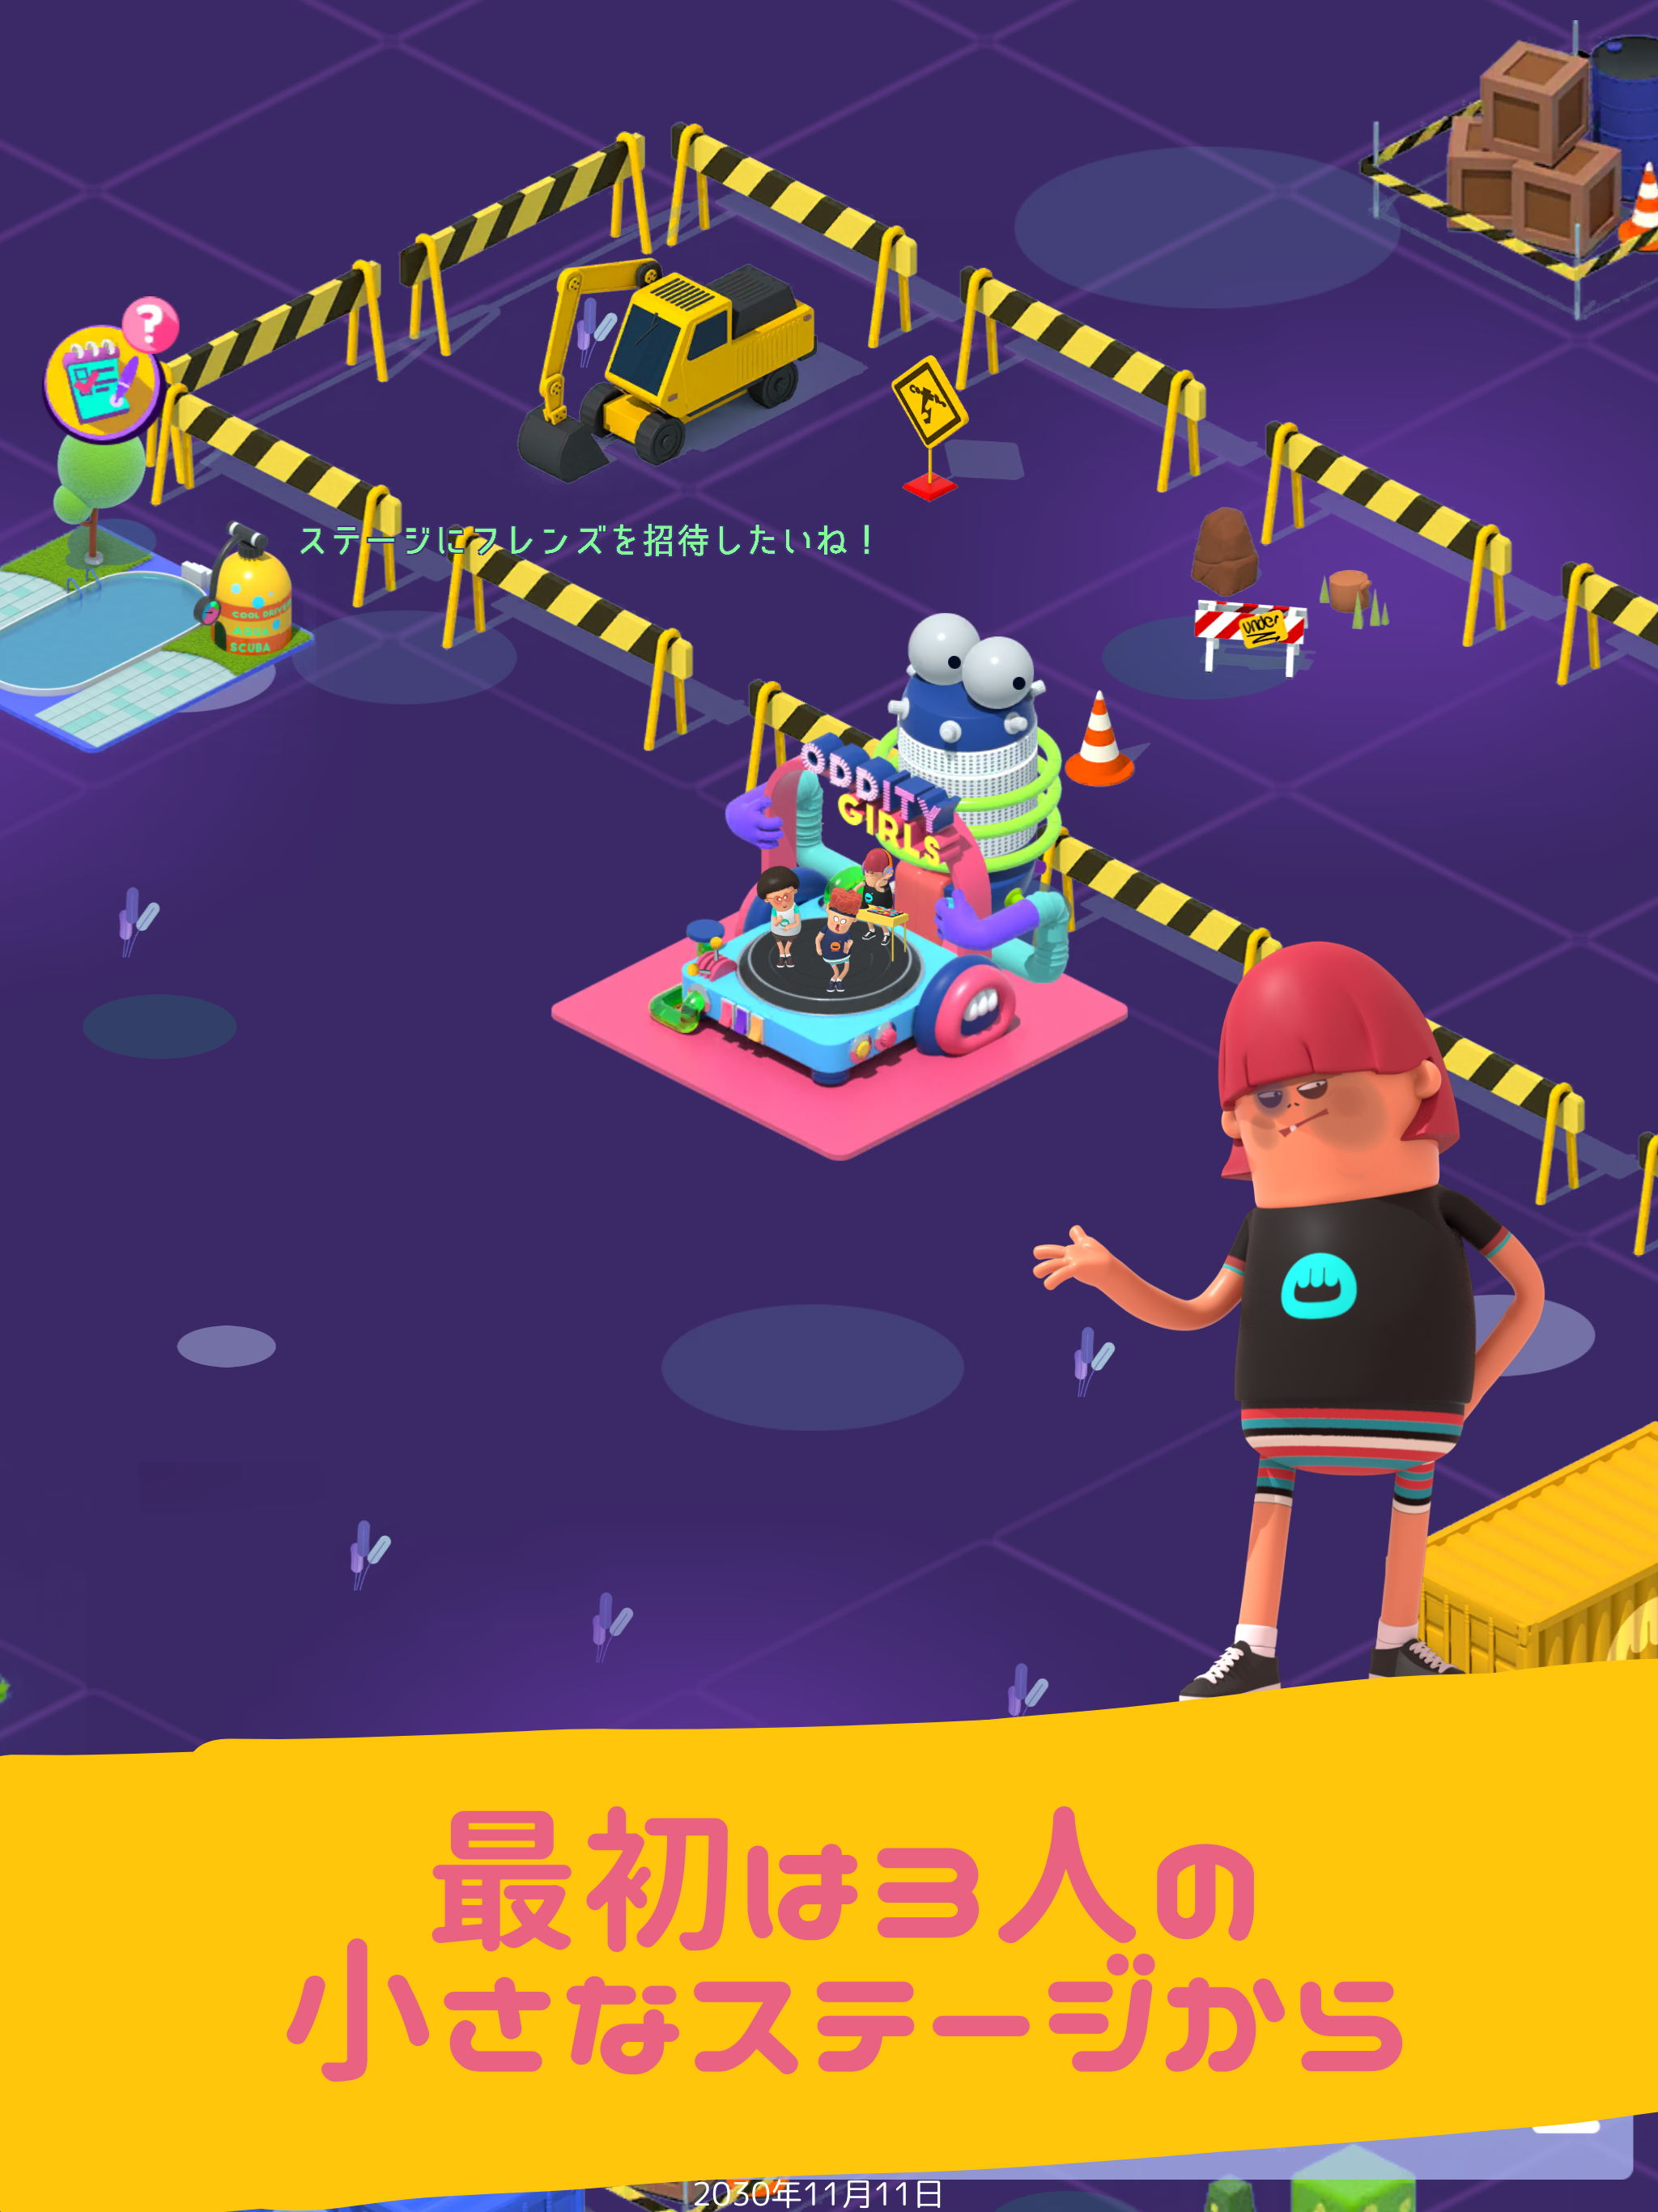 ステージにフレンズを招待したいね！
COOL DRIVE
AQUA
SCUBA
under
ODDITY
GIRLS
最初は3人の
小さなステージから
2030年11月11日